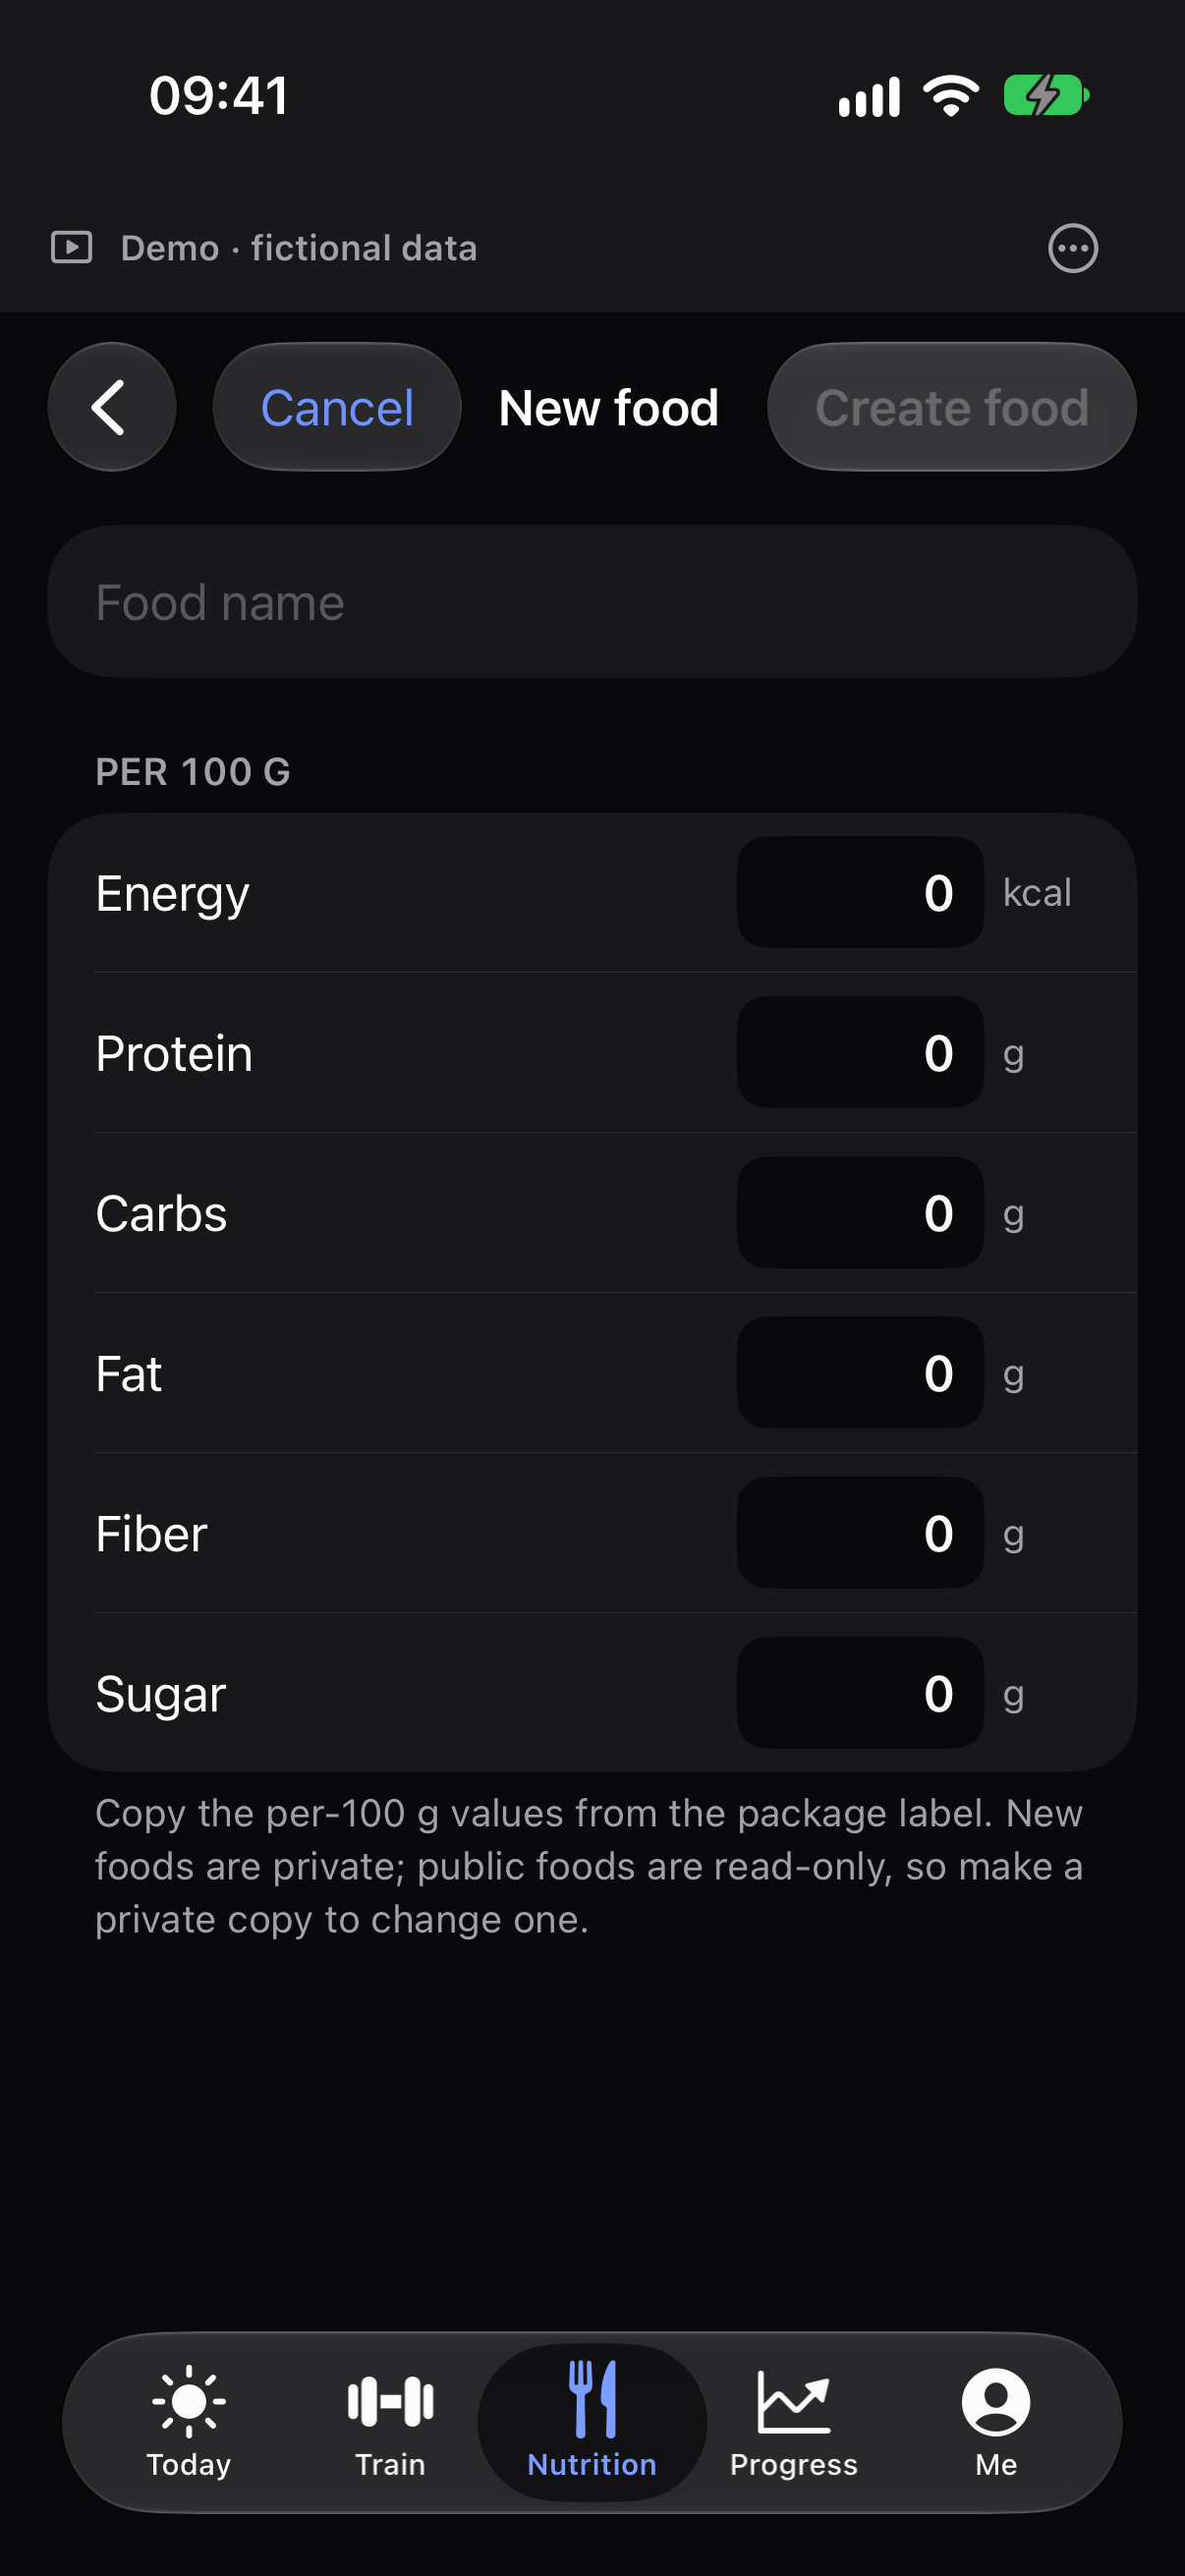 09:41
Demo · fictional data
Cancel
New food
Create food
Food name
PER 100 G
Energy 0 kcal
Protein 0 g
Carbs 0 g
Fat 0 g
Fiber 0 g
Sugar 0 g
Copy the per-100 g values from the package label. New
foods are private; public foods are read-only, so make a
private copy to change one.
Today
Train
Nutrition
Progress
Me